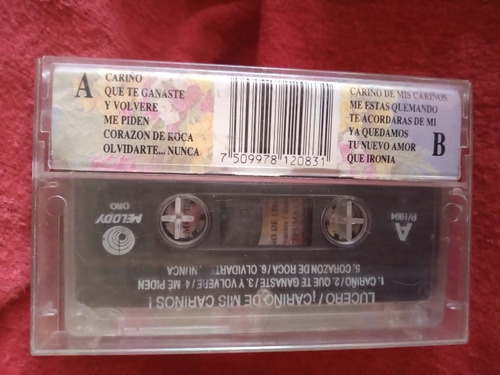 A
CARIÑO
QUE TE GANASTE
Y VOLVERE
ME PIDEN
CORAZON DE ROCA
OLVIDARTE... NUNCA
7 509978 120831
CARIÑO DE MIS CARIÑOS
ME ESTAS QUEMANDO
TE ACORDARAS DE MI
YA QUEDAMOS
TU NUEVO AMOR
QUE IRONIA
B
LUCERO / ¡CARIÑO DE MIS CARIÑOS!
1. CARIÑO / 2. QUE TE GANASTE / 3. Y VOLVERE / 4. ME PIDEN
5. CORAZON DE ROCA / 6. OLVIDART... NUNCA
A
P/1994
MELODY
ORO